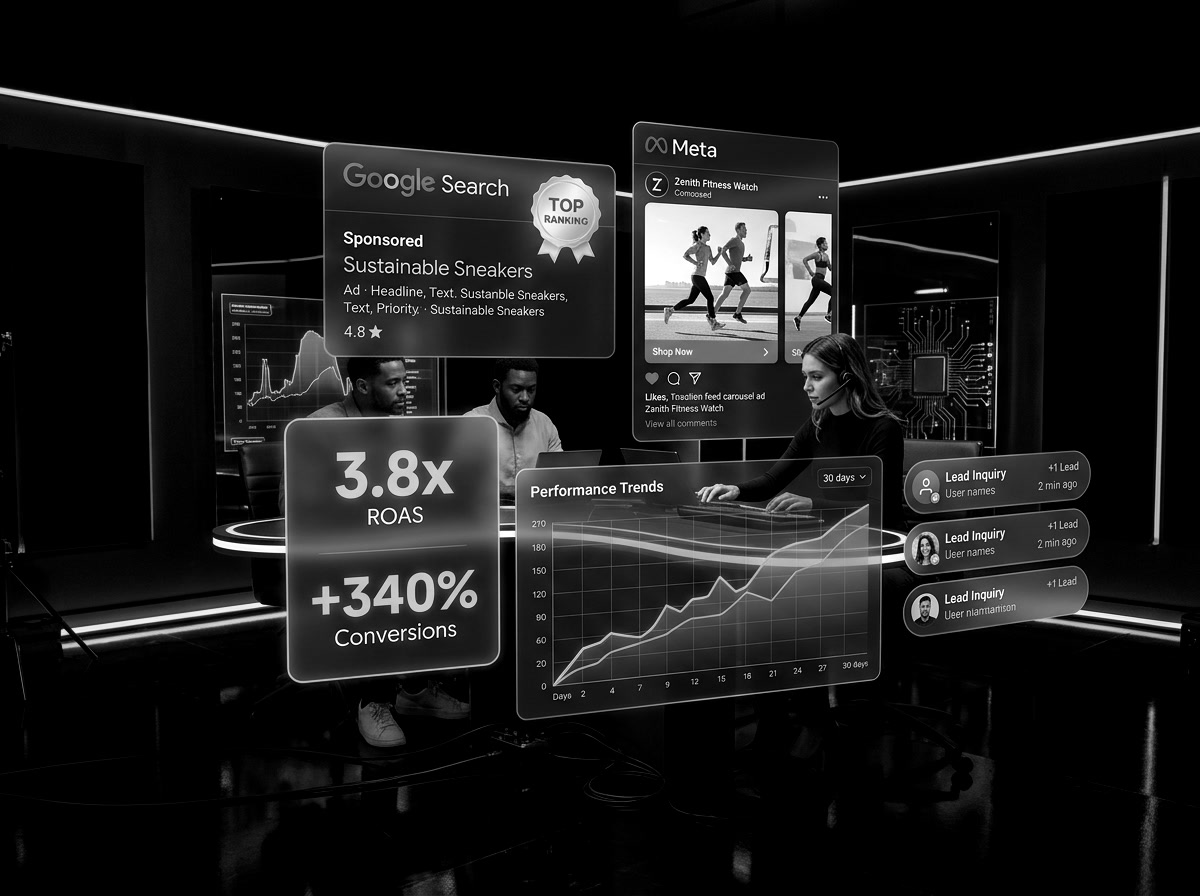 Google Search
TOP
RANKING
Sponsored
Sustainable Sneakers
Ad · Headline, Text. Sustanble Sneakers,
Text, Priority. · Sustainable Sneakers
4.8★
Meta
Z
Zenith FItness Watch
Comoosed
Shop Now
Likes, feed carousel ad
Zanith FItness Watch
View all comments
3.8x
ROAS
+340%
Conversions
Performance Trends
30 days
270
180
150
120
90
60
20
0
Days 2 4 7 9 12 15 18 21 24 27 30 days
Lead Inquiry
+1 Lead
User names
2 min ago
Lead Inquiry
+1 Lead
User names
2 min ago
Lead Inquiry
+1 Lead